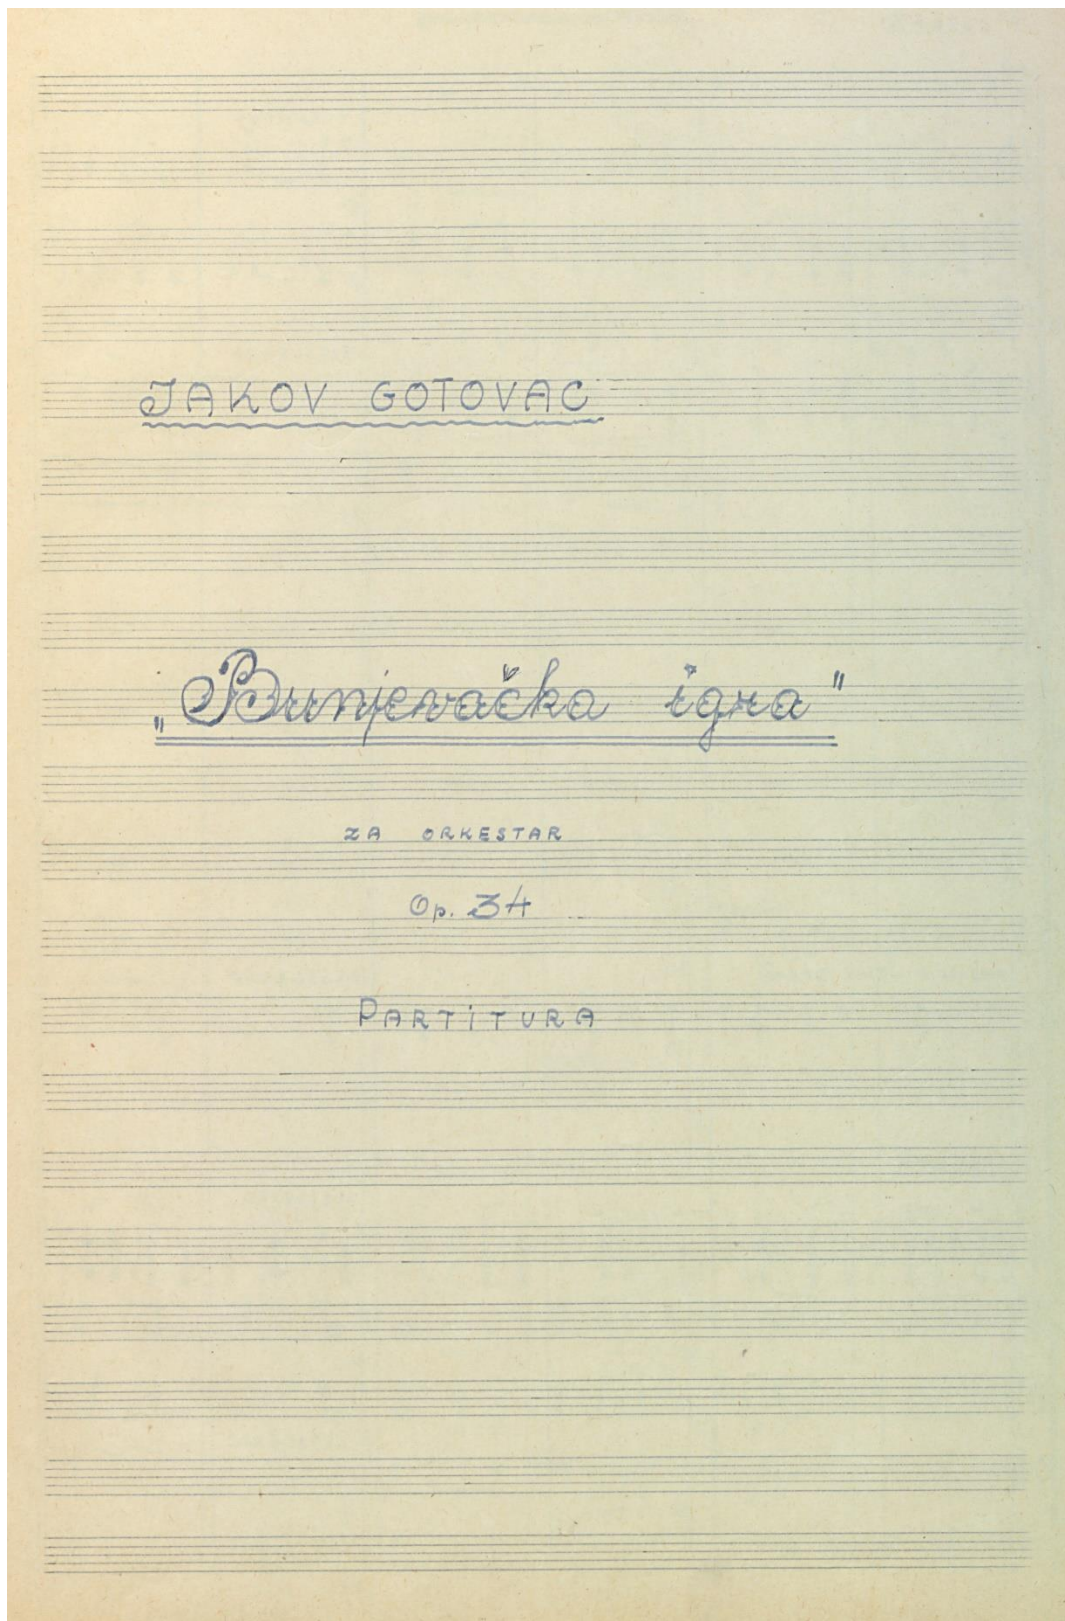 JAKOV GOTOVAC
„Bunjevačka igra"
ZA ORKESTAR
Op. 34
PARTITURA